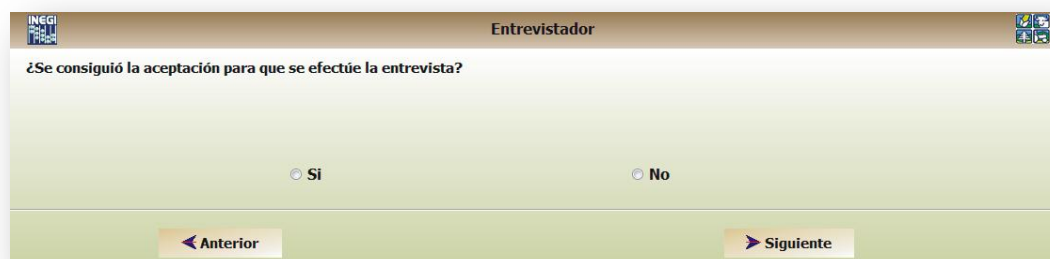 INEGI
Entrevistador
¿Se consiguió la aceptación para que se efectúe la entrevista?
Si No
Anterior Siguiente